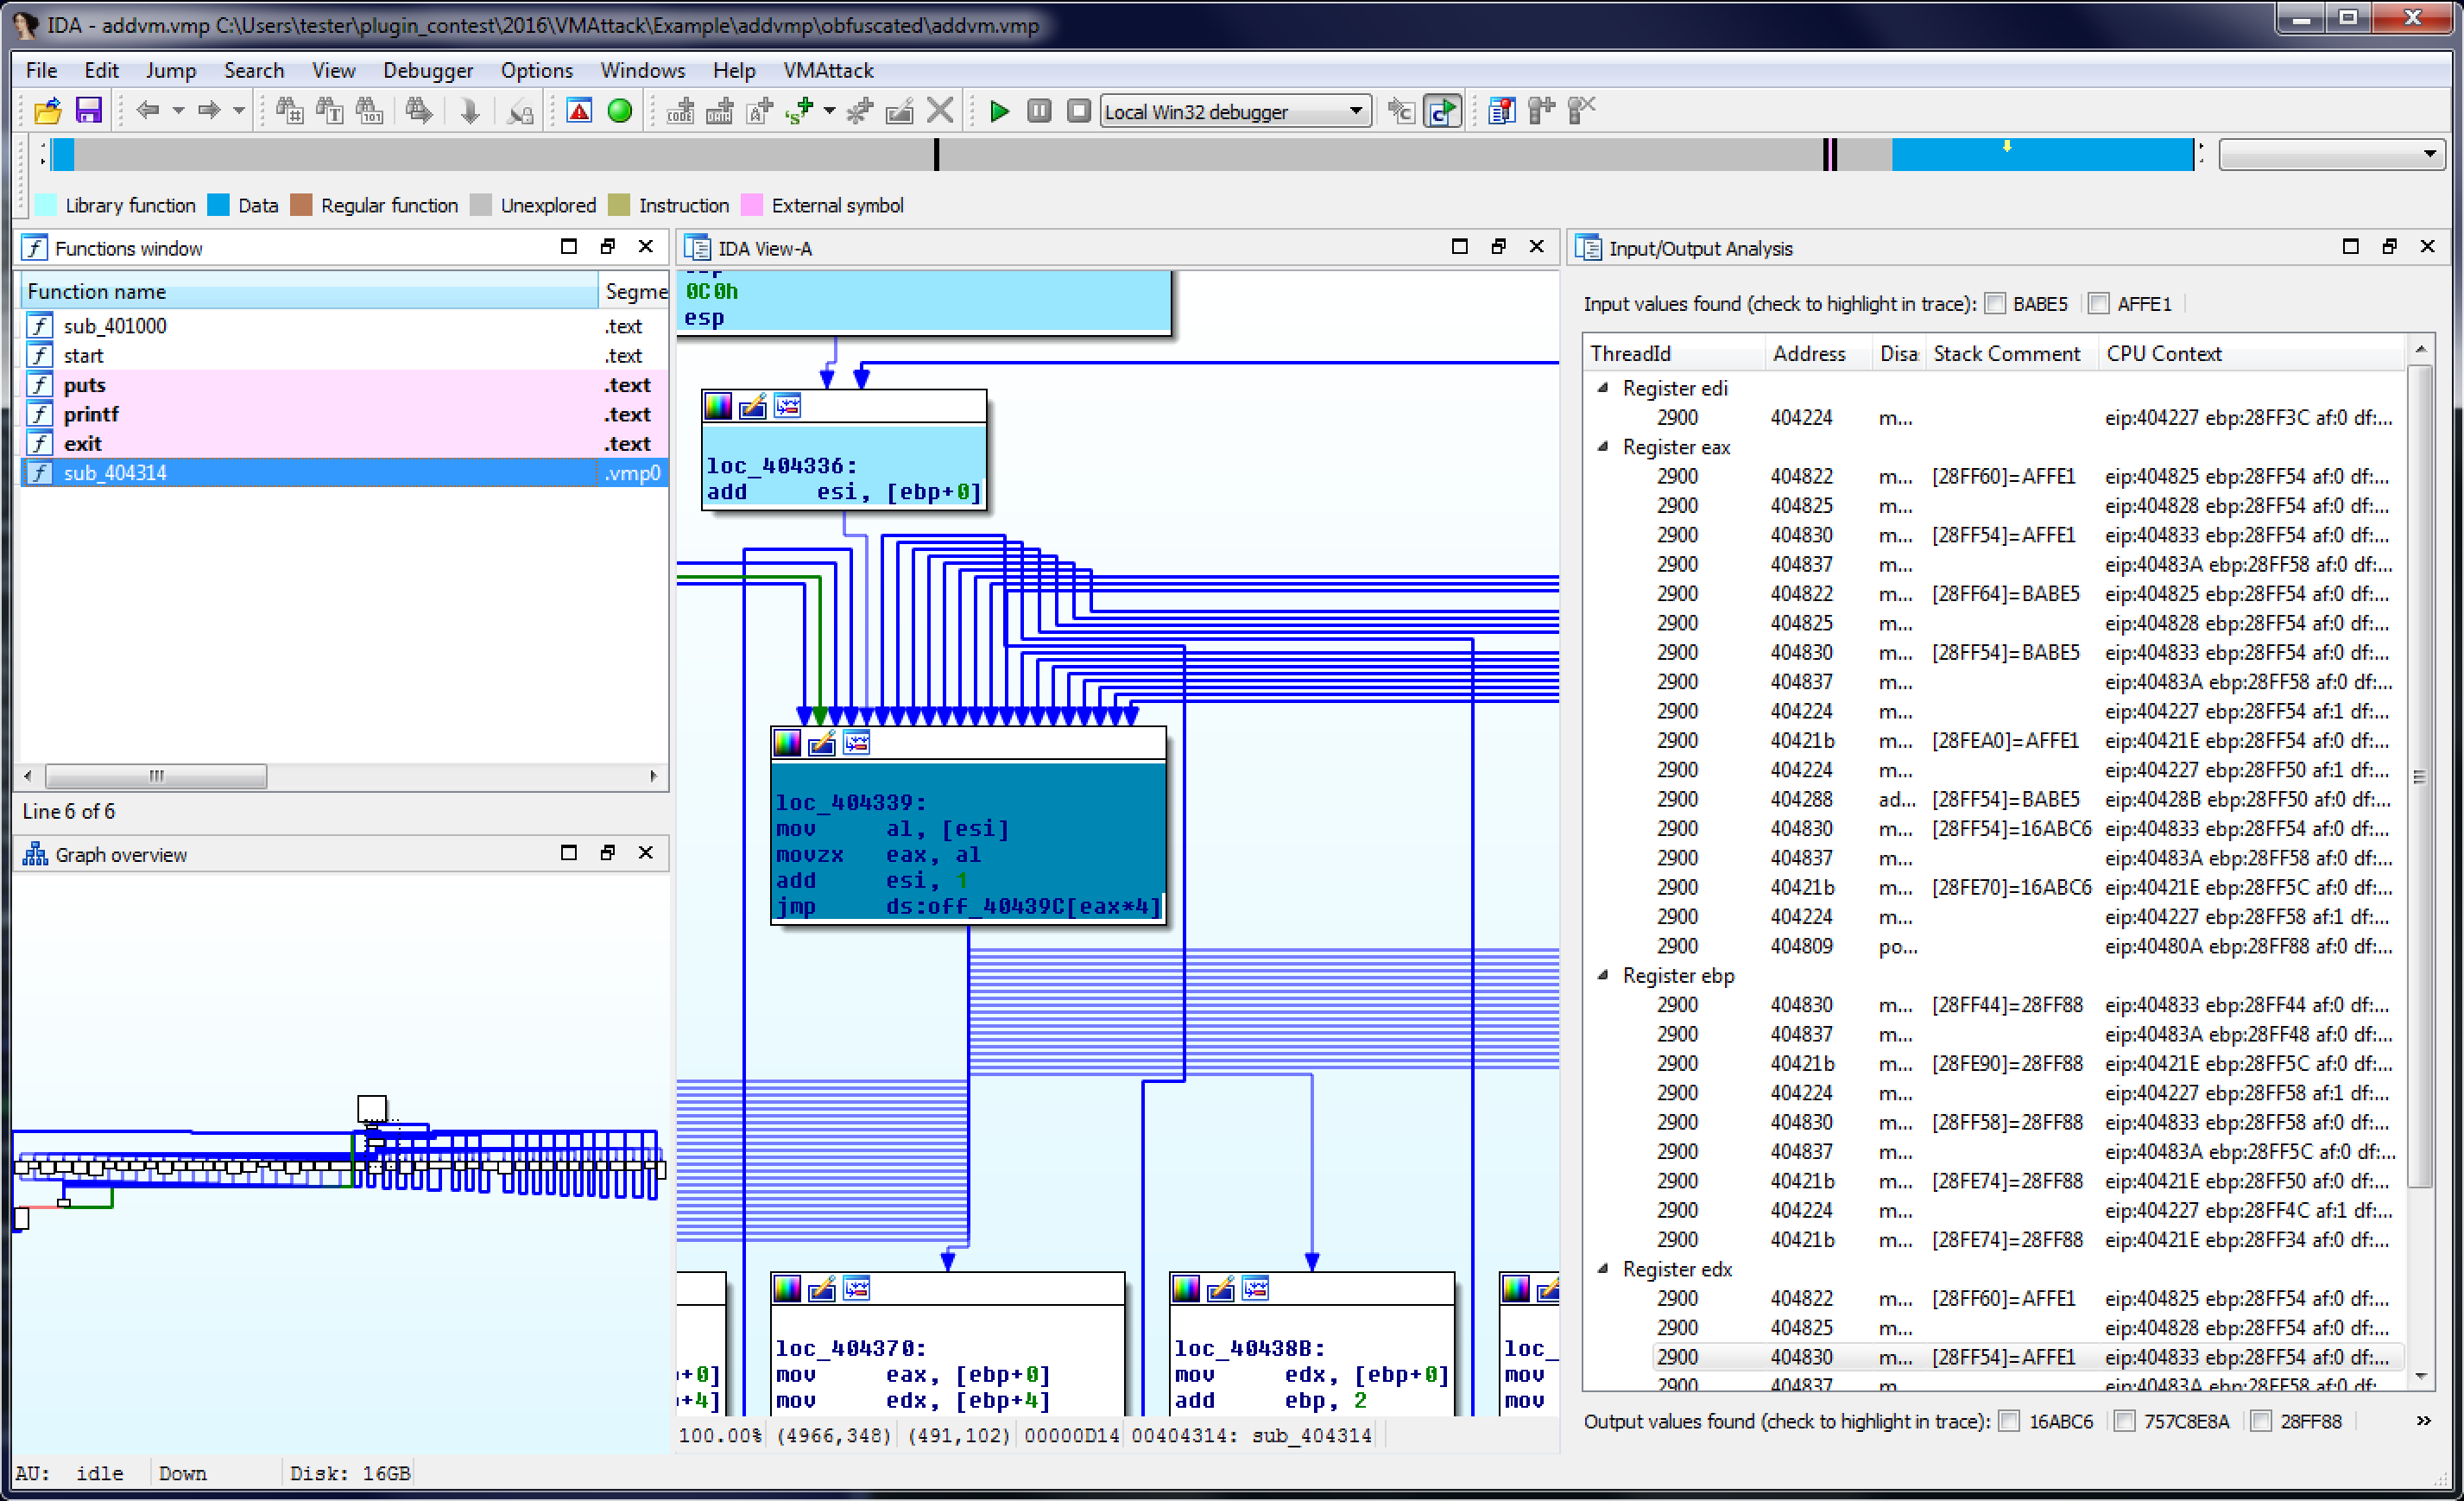 IDA - addvm.vmp C:\Users\tester\plugin_contest\2016\VMAttack\Example\addvmp\obfuscated\addvm.vmp
File Edit Jump Search View Debugger Options Windows Help VMAttack
Local Win32 debugger
Library function Data Regular function Unexplored Instruction External symbol
Functions window
Function name Segme
sub_401000 .text
start .text
puts .text
printf .text
exit .text
sub_404314 .vmp0
Line 6 of 6
Graph overview
AU: idle Down Disk: 16GB
IDA View-A
0C0h
esp
loc_404336:
add esi, [ebp+0]
loc_404339:
mov al, [esi]
movzx eax, al
add esi, 1
jmp ds:off_40439C[eax*4]
+0]
+4]
loc_404370:
mov eax, [ebp+0]
mov edx, [ebp+4]
loc_40438B:
mov edx, [ebp+0]
add ebp, 2
loc_
mov
mov
100.00% (4966,348) (491,102) 00000D14 00404314: sub_404314
Input/Output Analysis
Input values found (check to highlight in trace): BABE5 AFFE1
ThreadId Address Disa Stack Comment CPU Context
Register edi
2900 404224 m... eip:404227 ebp:28FF3C af:0 df:...
Register eax
2900 404822 m... [28FF60]=AFFE1 eip:404825 ebp:28FF54 af:0 df:...
2900 404825 m... eip:404828 ebp:28FF54 af:0 df:...
2900 404830 m... [28FF54]=AFFE1 eip:404833 ebp:28FF54 af:0 df:...
2900 404837 m... eip:40483A ebp:28FF58 af:0 df:...
2900 404822 m... [28FF64]=BABE5 eip:404825 ebp:28FF54 af:0 df:...
2900 404825 m... eip:404828 ebp:28FF54 af:0 df:...
2900 404830 m... [28FF54]=BABE5 eip:404833 ebp:28FF54 af:0 df:...
2900 404837 m... eip:40483A ebp:28FF58 af:0 df:...
2900 404224 m... eip:404227 ebp:28FF54 af:1 df:...
2900 40421b m... [28FEA0]=AFFE1 eip:40421E ebp:28FF54 af:0 df:...
2900 404224 m... eip:404227 ebp:28FF50 af:1 df:...
2900 404288 ad... [28FF54]=BABE5 eip:40428B ebp:28FF50 af:0 df:...
2900 404830 m... [28FF54]=16ABC6 eip:404833 ebp:28FF54 af:0 df:...
2900 404837 m... eip:40483A ebp:28FF58 af:0 df:...
2900 40421b m... [28FE70]=16ABC6 eip:40421E ebp:28FF5C af:0 df:...
2900 404224 m... eip:404227 ebp:28FF58 af:1 df:...
2900 404809 po... eip:40480A ebp:28FF88 af:0 df:...
Register ebp
2900 404830 m... [28FF44]=28FF88 eip:404833 ebp:28FF44 af:0 df:...
2900 404837 m... eip:40483A ebp:28FF48 af:0 df:...
2900 40421b m... [28FE90]=28FF88 eip:40421E ebp:28FF5C af:0 df:...
2900 404224 m... eip:404227 ebp:28FF58 af:1 df:...
2900 404830 m... [28FF58]=28FF88 eip:404833 ebp:28FF58 af:0 df:...
2900 404837 m... eip:40483A ebp:28FF5C af:0 df:...
2900 40421b m... [28FE74]=28FF88 eip:40421E ebp:28FF50 af:0 df:...
2900 404224 m... eip:404227 ebp:28FF4C af:1 df:...
2900 40421b m... [28FE74]=28FF88 eip:40421E ebp:28FF34 af:0 df:...
Register edx
2900 404822 m... [28FF60]=AFFE1 eip:404825 ebp:28FF54 af:0 df:...
2900 404825 m... eip:404828 ebp:28FF54 af:0 df:...
2900 404830 m... [28FF54]=AFFE1 eip:404833 ebp:28FF54 af:0 df:...
2900 404837 m... eip:40483A ebp:28FF58 af:0 df:...
Output values found (check to highlight in trace): 16ABC6 757C8E8A 28FF88 »